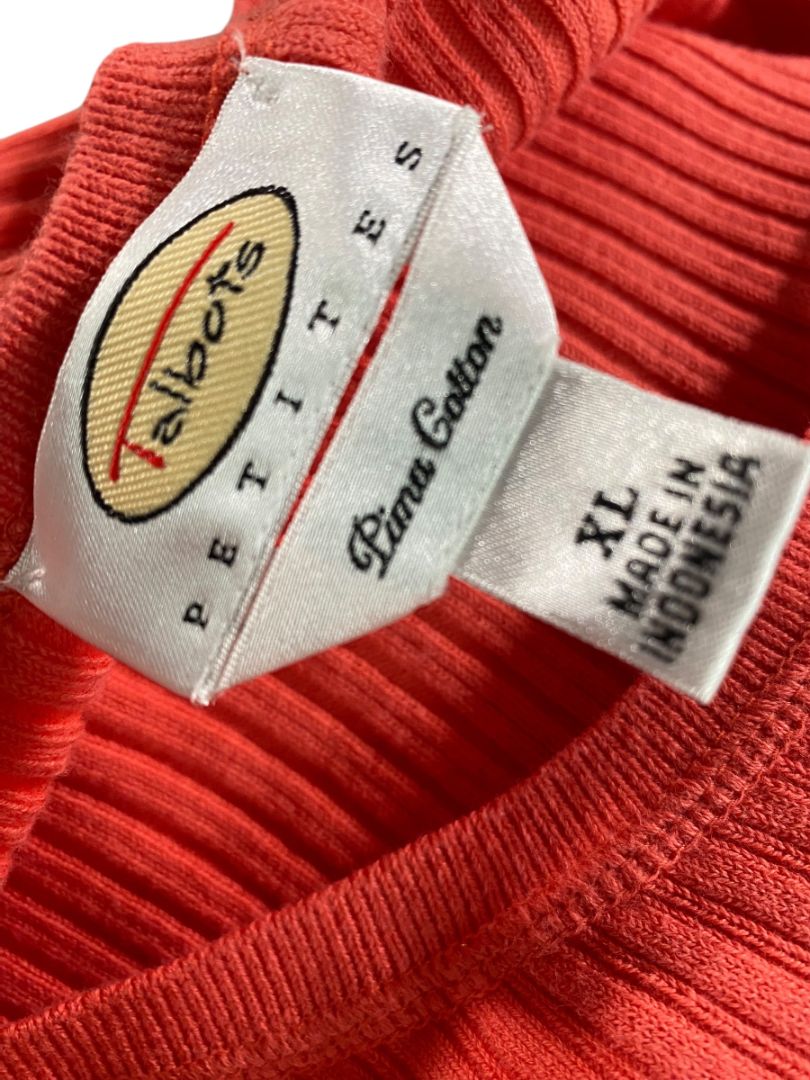 Talbots
PETITES
Pima Cotton
XL
MADE IN
INDONESIA